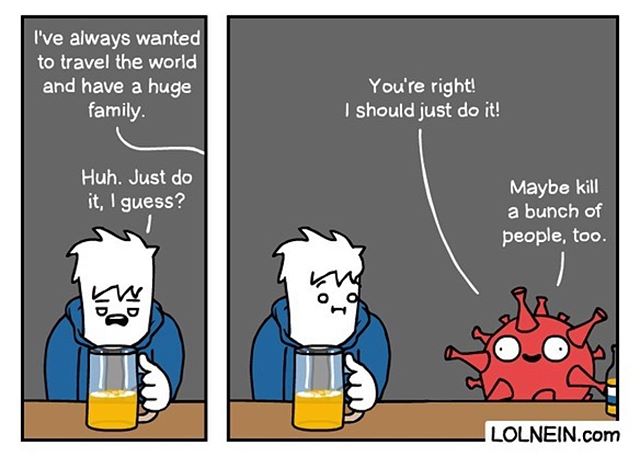 I've always wanted
to travel the world
and have a huge
family.
Huh. Just do
it, I guess?
You're right!
I should just do it!
Maybe kill
a bunch of
people, too.
LOLNEIN.com